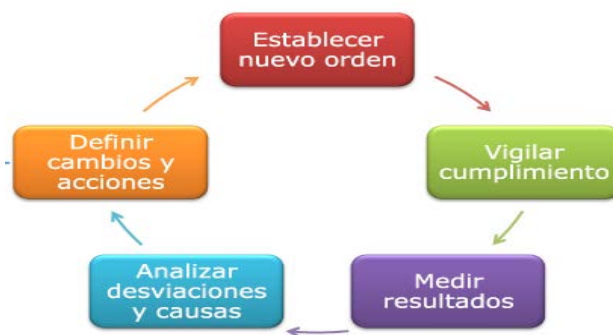 Establecer
nuevo orden
Vigilar
cumplimiento
Medir
resultados
Analizar
desviaciones
y causas
Definir
cambios y
acciones